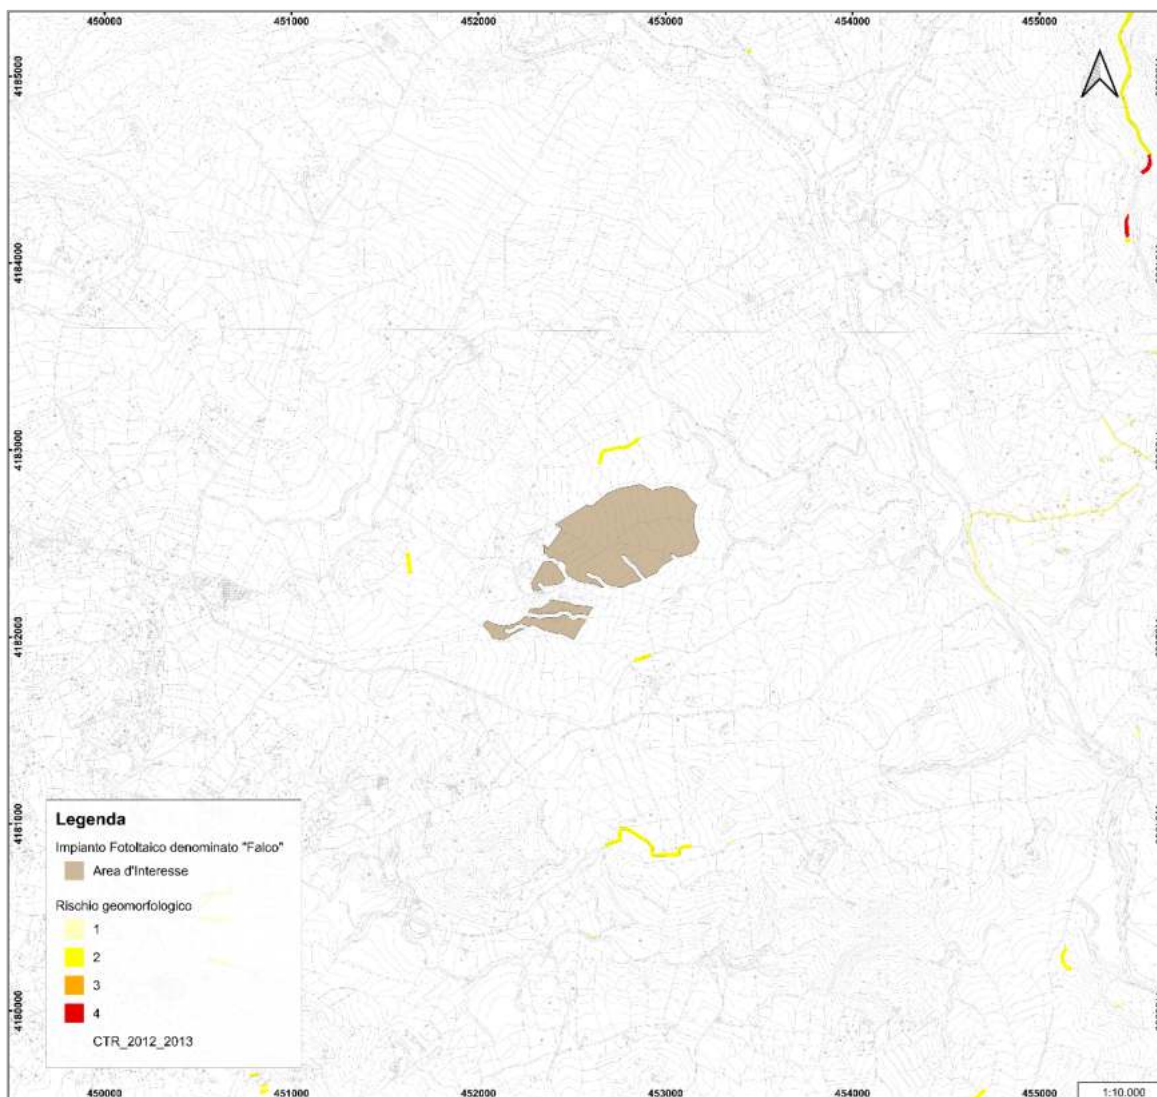 450000 451000 452000 453000 454000 455000
4185000
4184000
4183000
4182000
4181000
4180000
Legenda
Impianto Fotoltaico denominato "Falco"
Area d'Interesse
Rischio geomorfologico
1
2
3
4
CTR_2012_2013
450000 451000 452000 453000 454000 455000
1:10.000